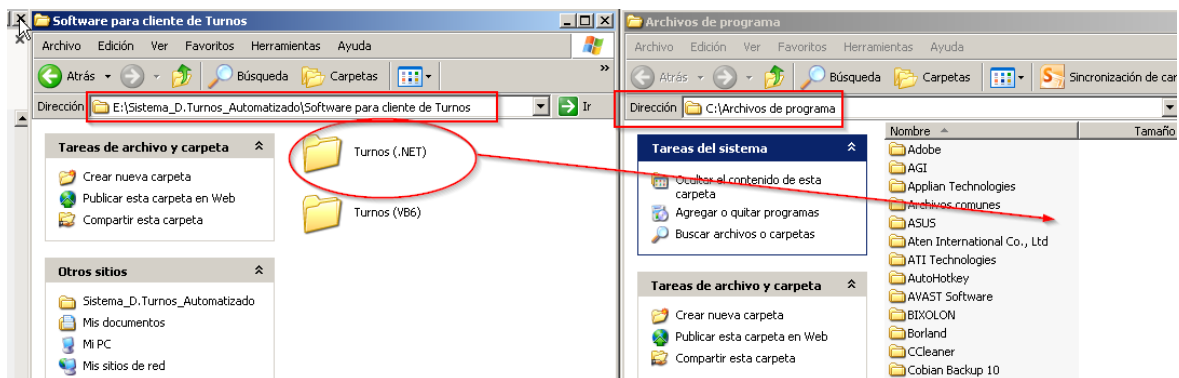 Software para cliente de Turnos
Archivo Edición Ver Favoritos Herramientas Ayuda
Atrás Búsqueda Carpetas
Dirección E:\Sistema_D.Turnos_Automatizado\Software para cliente de Turnos Ir
Tareas de archivo y carpeta
Crear nueva carpeta
Publicar esta carpeta en Web
Compartir esta carpeta
Otros sitios
Sistema_D.Turnos_Automatizado
Mis documentos
Mi PC
Mis sitios de red
Turnos (.NET)
Turnos (VB6)
Archivos de programa
Archivo Edición Ver Favoritos Herramientas Ayuda
Atrás Búsqueda Carpetas Sincronización de car
Dirección C:\Archivos de programa
Tareas del sistema
Ocultar el contenido de esta
carpeta
Agregar o quitar programas
Buscar archivos o carpetas
Tareas de archivo y carpeta
Crear nueva carpeta
Publicar esta carpeta en Web
Compartir esta carpeta
Nombre Tamaño
Adobe
AGI
Applian Technologies
Archivos comunes
ASUS
Aten International Co., Ltd
ATI Technologies
AutoHotkey
AVAST Software
BIXOLON
Borland
CCleaner
Cobian Backup 10